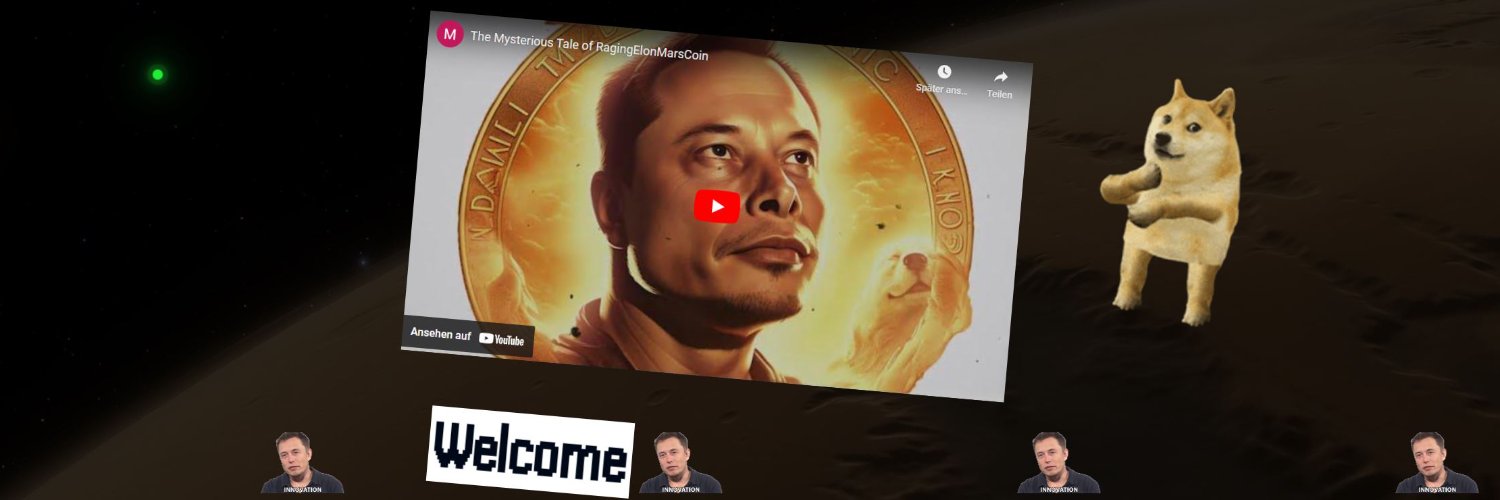 M
The Mysterious Tale of RagingElonMarsCoin
Später ans...
Teilen
Ansehen auf YouTube
Welcome
INNOVATION
INNOVATION
INNOVATION
INNOVATION